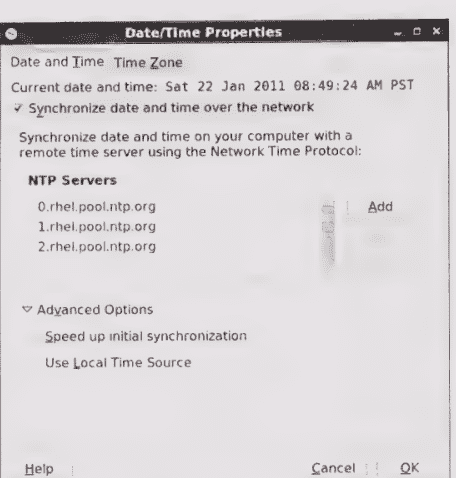 Date/Time Properties
Date and Time Time Zone
Current date and time: Sat 22 Jan 2011 08:49:24 AM PST
Synchronize date and time over the network
Synchronize date and time on your computer with a
remote time server using the Network Time Protocol:
NTP Servers
0.rhel.pool.ntp.org
Add
1.rhel.pool.ntp.org
2.rhel.pool.ntp.org
Advanced Options
Speed up initial synchronization
Use Local Time Source
Help
Cancel
OK